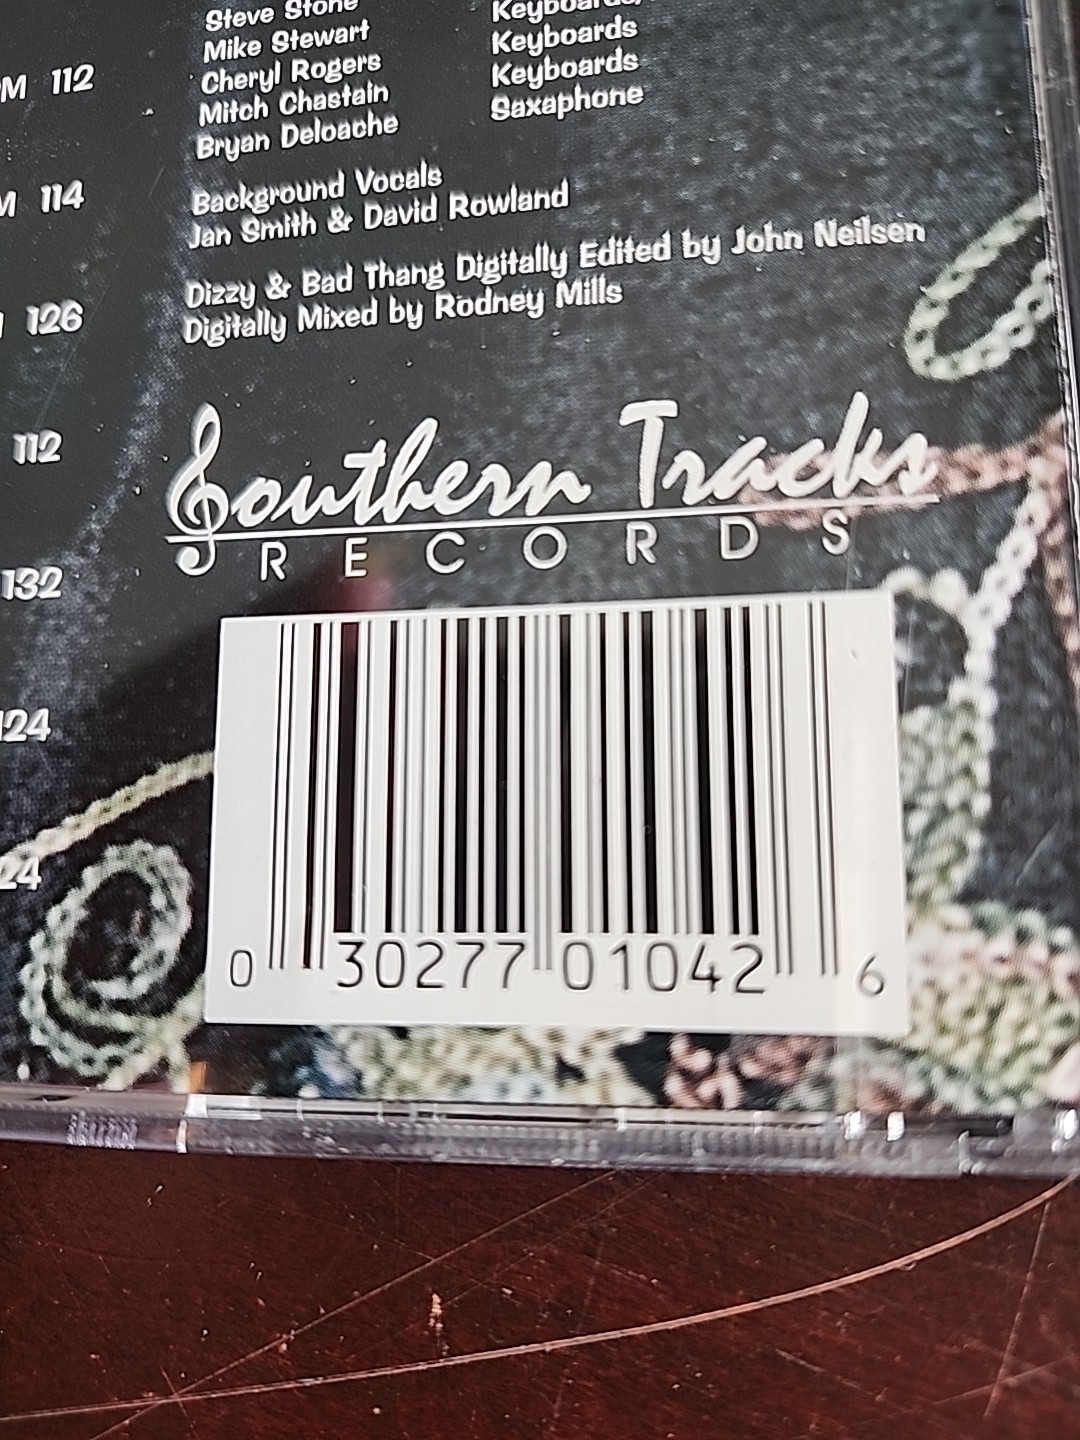 Steve Stone
Mike Stewart
Cheryl Rogers
Mitch Chastain
Bryan Deloache
Keyboards
Keyboards
Keyboards
Saxaphone
Background Vocals
Jan Smith & David Rowland
Dizzy & Bad Thang Digitally Edited by John Neilsen
Digitally Mixed by Rodney Mills
M 112
M 114
126
112
132
124
24
Southern Tracks
RECORDS
0 30277 01042 6